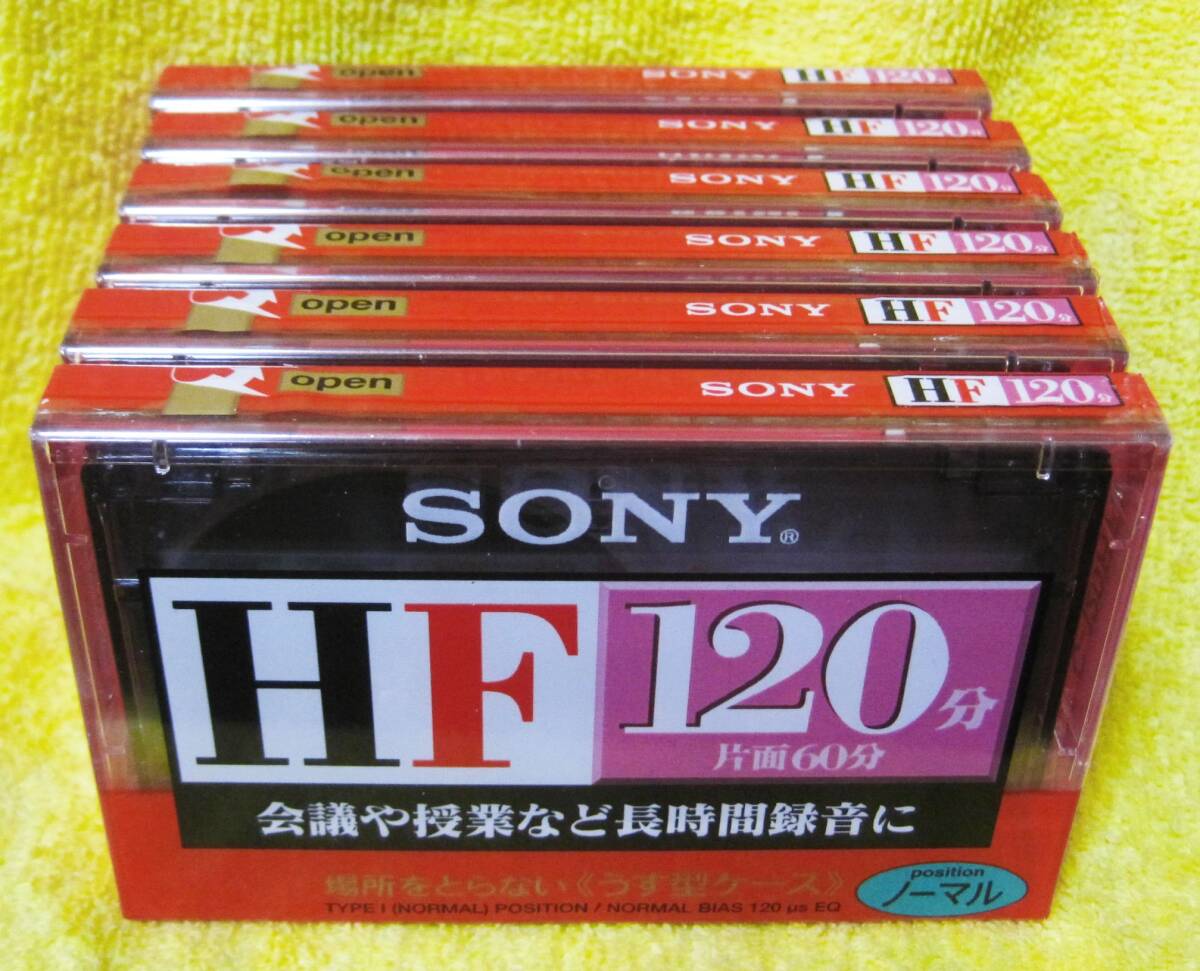 open SONY HF 120分
open SONY HF 120分
open SONY HF 120分
open SONY HF 120分
open SONY HF 120分
open SONY HF 120分
SONY®
HF 120分
片面60分
会議や授業など長時間録音に
場所をとらない《うす型ケース》
TYPE I (NORMAL) POSITION / NORMAL BIAS 120 µs EQ
position
ノーマル